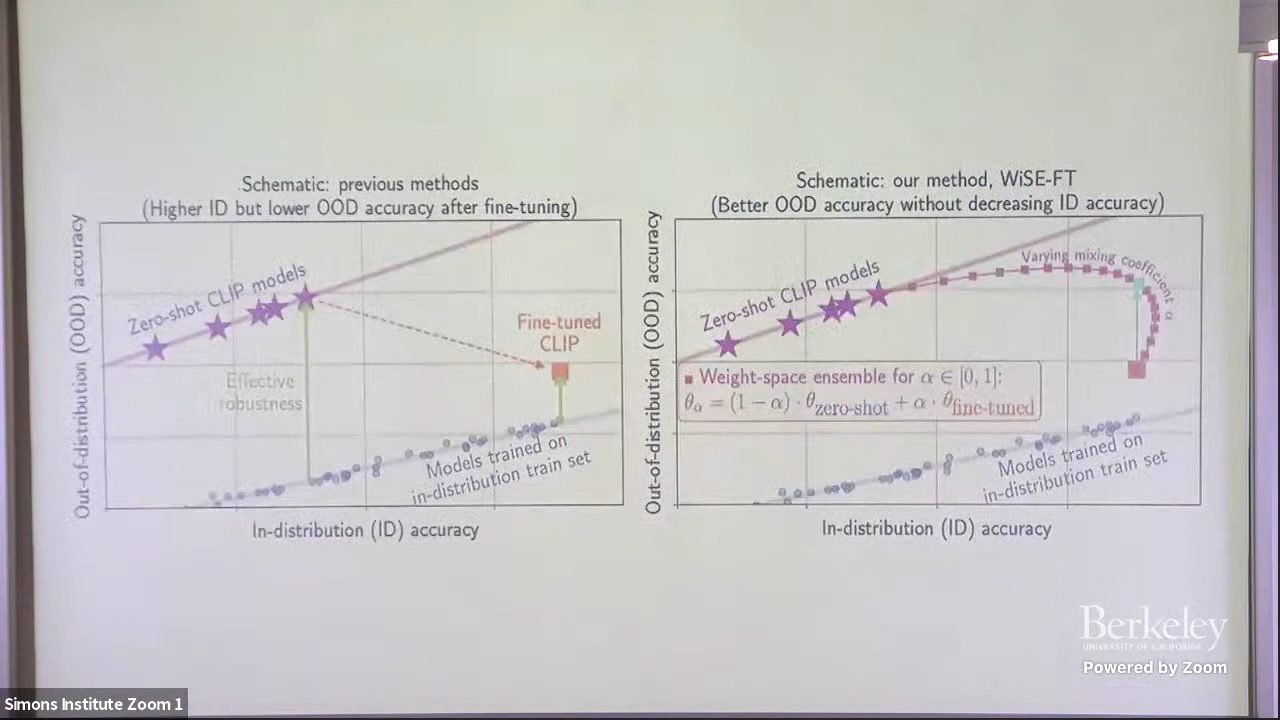 Schematic: previous methods
(Higher ID but lower OOD accuracy after fine-tuning)
Out-of-distribution (OOD) accuracy
Zero-shot CLIP models
Fine-tuned
CLIP
Effective
robustness
Models trained on
in-distribution train set
In-distribution (ID) accuracy
Schematic: our method, WiSE-FT
(Better OOD accuracy without decreasing ID accuracy)
Out-of-distribution (OOD) accuracy
Zero-shot CLIP models
Varying mixing coefficient α
Weight-space ensemble for α ∈ [0, 1]:
θα = (1 − α) · θzero-shot + α · θfine-tuned
Models trained on
in-distribution train set
In-distribution (ID) accuracy
Berkeley
UNIVERSITY OF CALIFORNIA
Powered by Zoom
Simons Institute Zoom 1